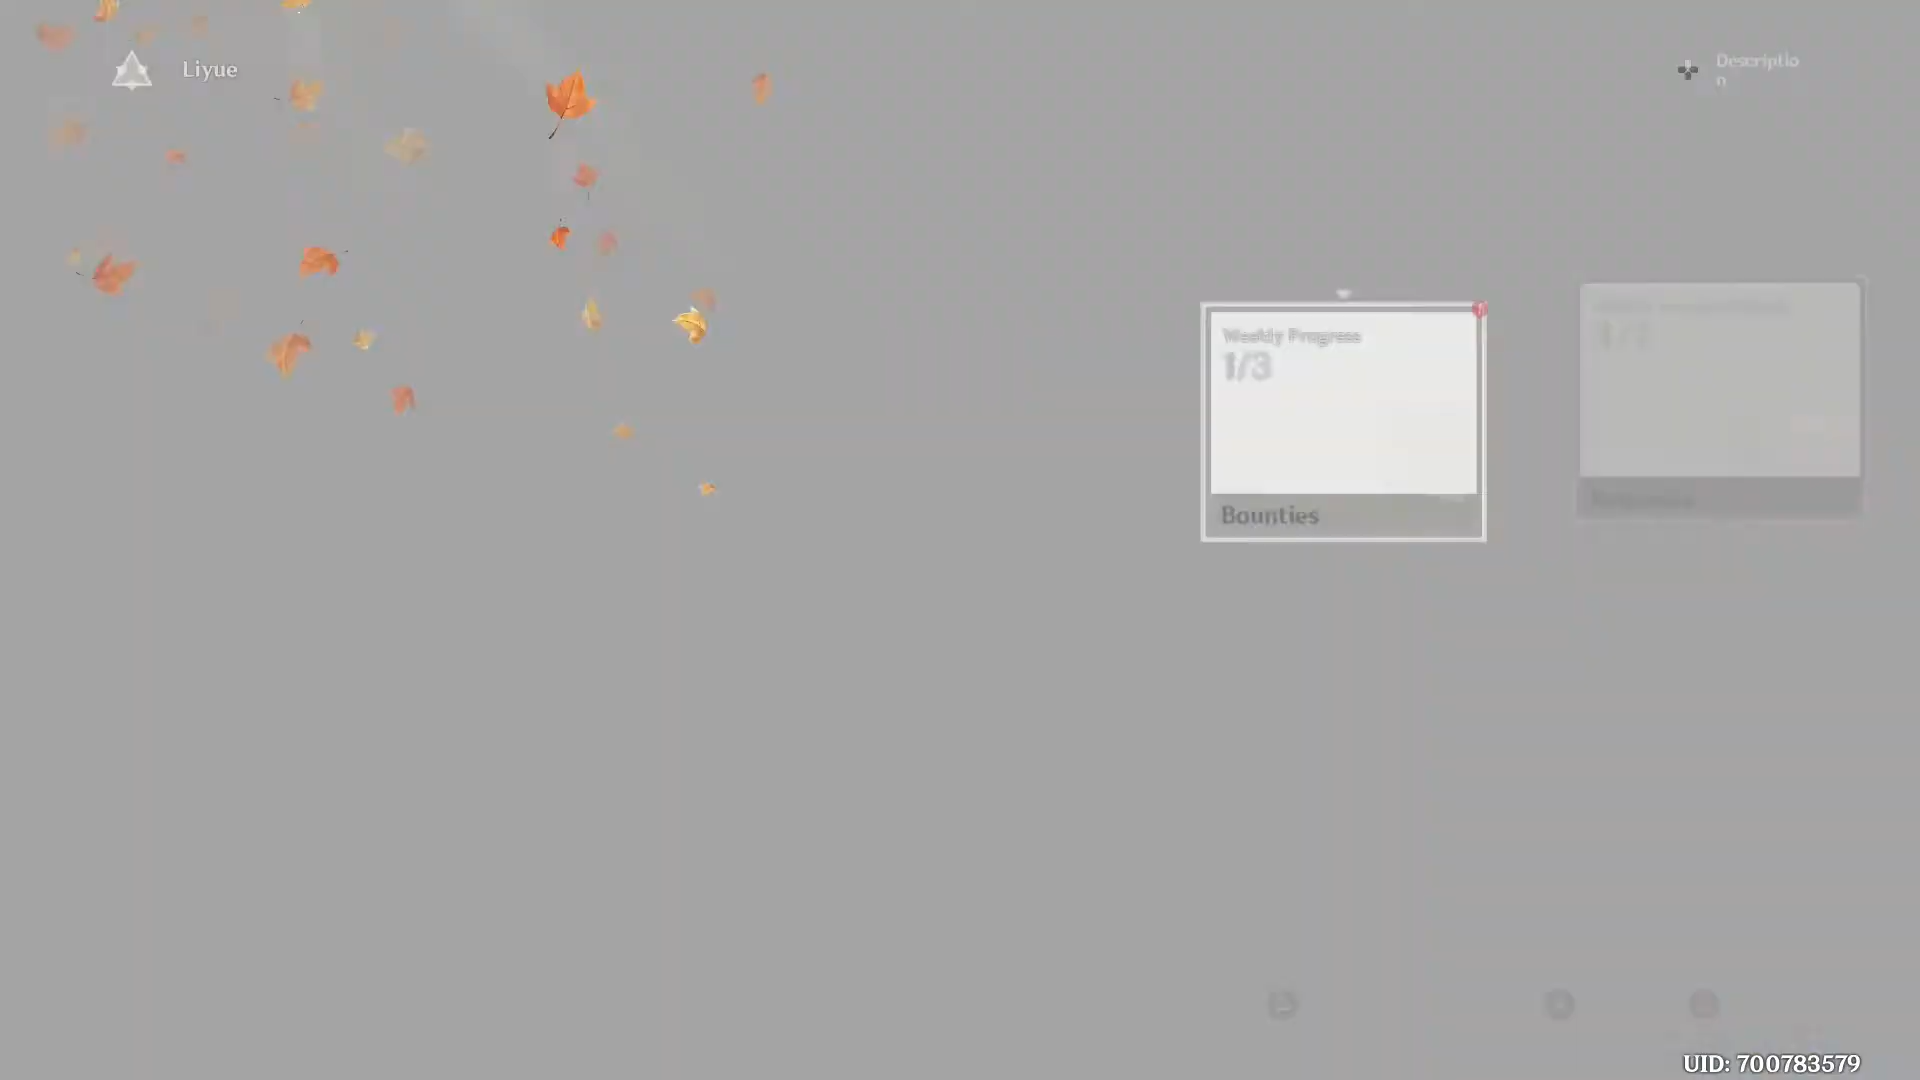 Liyue
Descriptio
n
Weekly Progress
1/3
Bounties
UID: 700783579